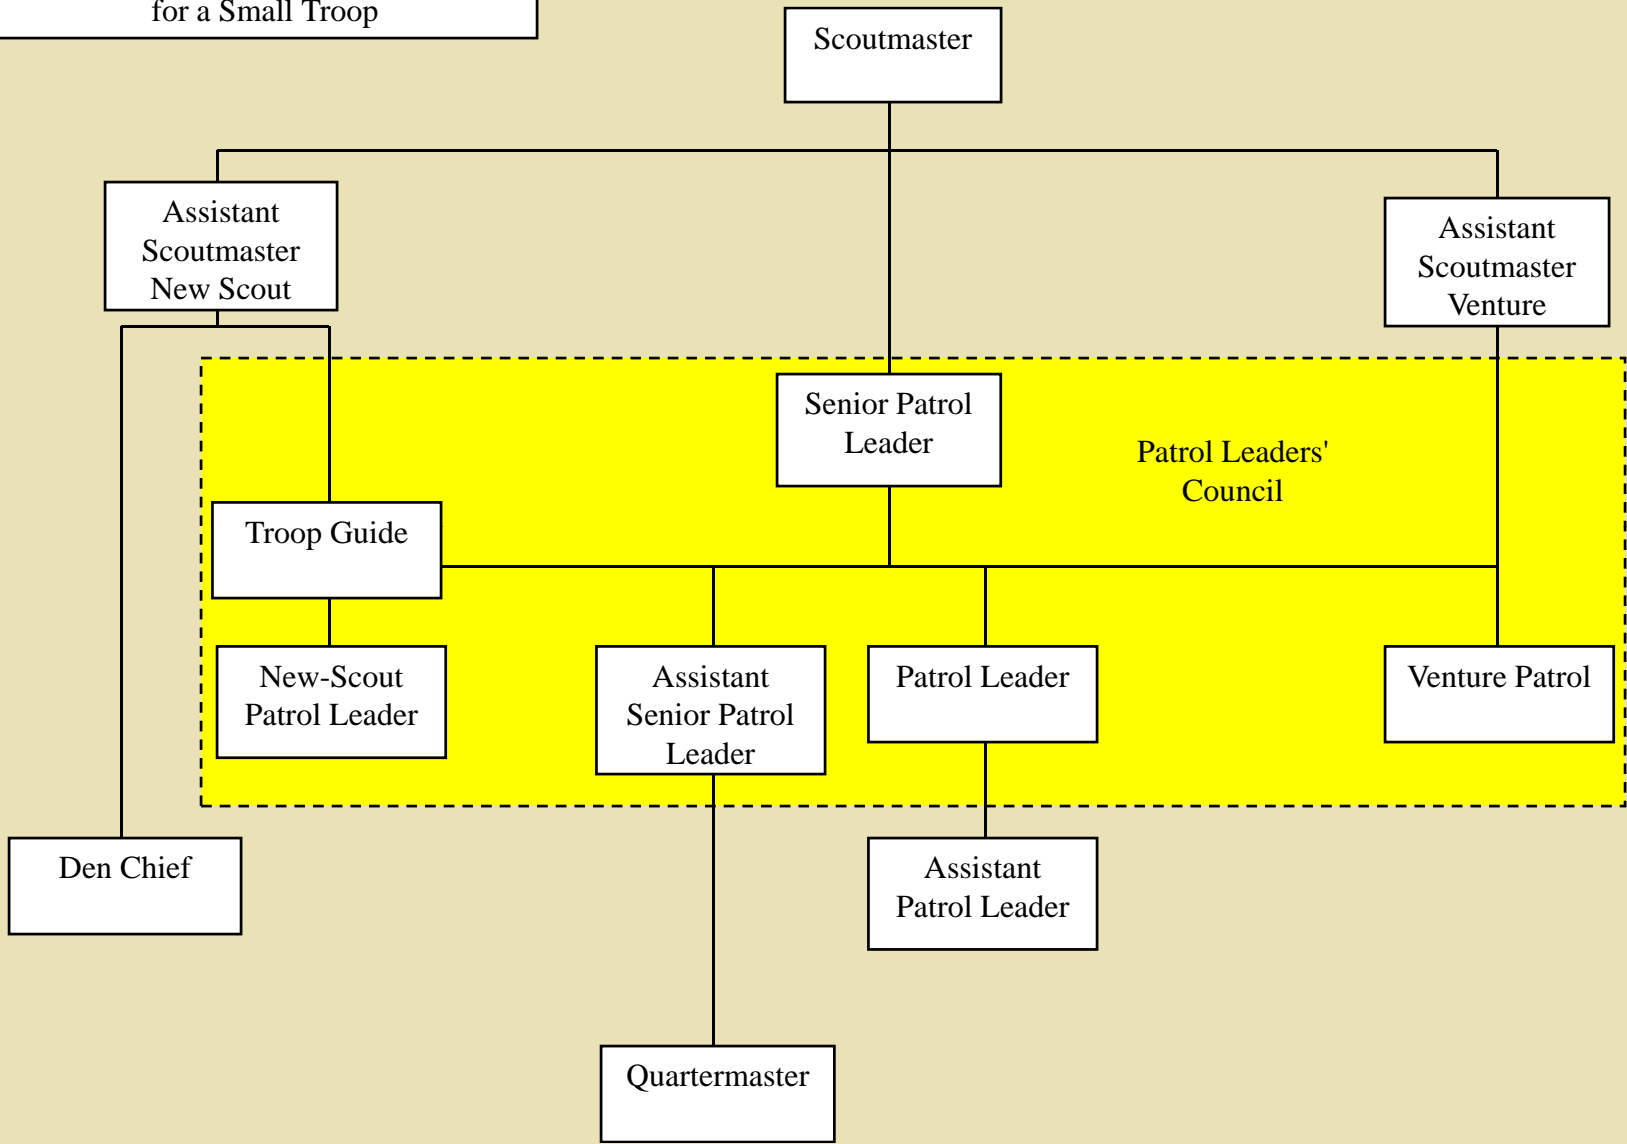 for a Small Troop
Scoutmaster
Assistant
Scoutmaster
New Scout
Assistant
Scoutmaster
Venture
Senior Patrol
Leader
Patrol Leaders'
Council
Troop Guide
New-Scout
Patrol Leader
Assistant
Senior Patrol
Leader
Patrol Leader
Venture Patrol
Den Chief
Assistant
Patrol Leader
Quartermaster